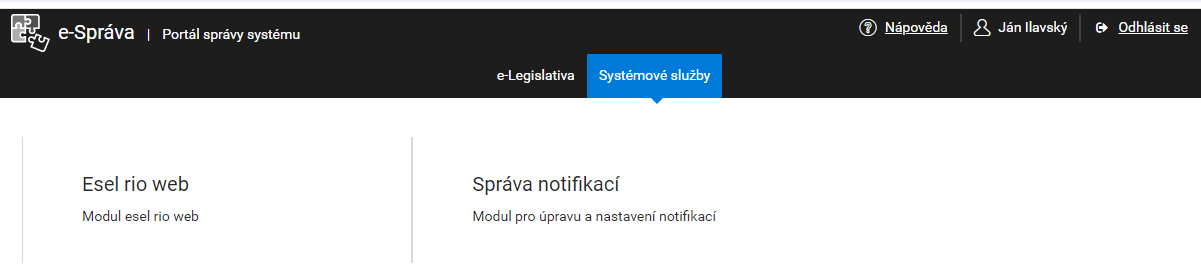 e-Správa | Portál správy systému
Nápověda
Ján Ilavský
Odhlásit se
e-Legislativa
Systémové služby
Esel rio web
Modul esel rio web
Správa notifikací
Modul pro úpravu a nastavení notifikací